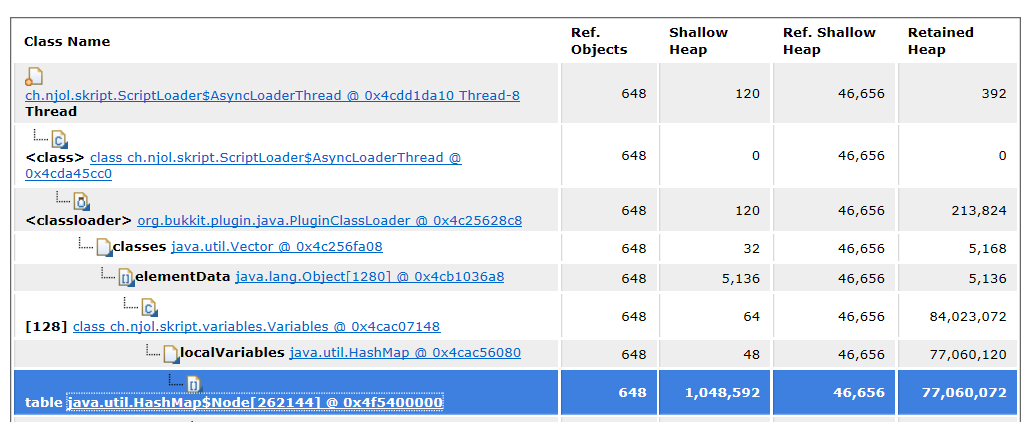 Class Name Ref. Objects Shallow Heap Ref. Shallow Heap Retained Heap
ch.njol.skript.ScriptLoader$AsyncLoaderThread @ 0x4cdd1da10 Thread-8
Thread 648 120 46,656 392
<class> class ch.njol.skript.ScriptLoader$AsyncLoaderThread @
0x4cda45cc0 648 0 46,656 0
<classloader> org.bukkit.plugin.java.PluginClassLoader @ 0x4c25628c8 648 120 46,656 213,824
classes java.util.Vector @ 0x4c256fa08 648 32 46,656 5,168
elementData java.lang.Object[1280] @ 0x4cb1036a8 648 5,136 46,656 5,136
[128] class ch.njol.skript.variables.Variables @ 0x4cac07148 648 64 46,656 84,023,072
localVariables java.util.HashMap @ 0x4cac56080 648 48 46,656 77,060,120
table java.util.HashMap$Node[262144] @ 0x4f5400000 648 1,048,592 46,656 77,060,072